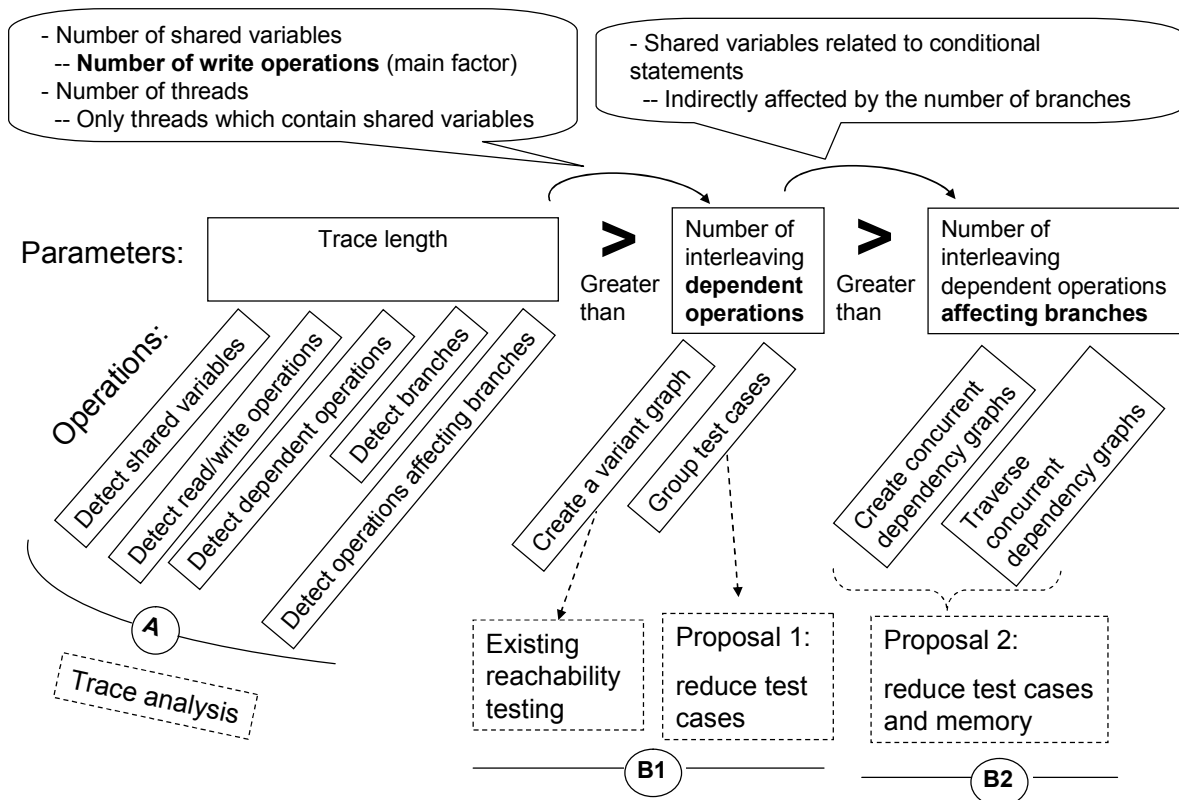 - Number of shared variables
-- Number of write operations (main factor)
- Number of threads
-- Only threads which contain shared variables
- Shared variables related to conditional
statements
-- Indirectly affected by the number of branches
Parameters:
Trace length
>
Greater
than
Number of
interleaving
dependent
operations
>
Greater
than
Number of
interleaving
dependent operations
affecting branches
Operations:
Detect shared variables
Detect read/write operations
Detect dependent operations
Detect branches
Detect operations affecting branches
Create a variant graph
Group test cases
Create concurrent
dependency graphs
Traverse
concurrent
dependency graphs
A
Trace analysis
Existing
reachability
testing
Proposal 1:
reduce test
cases
Proposal 2:
reduce test cases
and memory
B1
B2